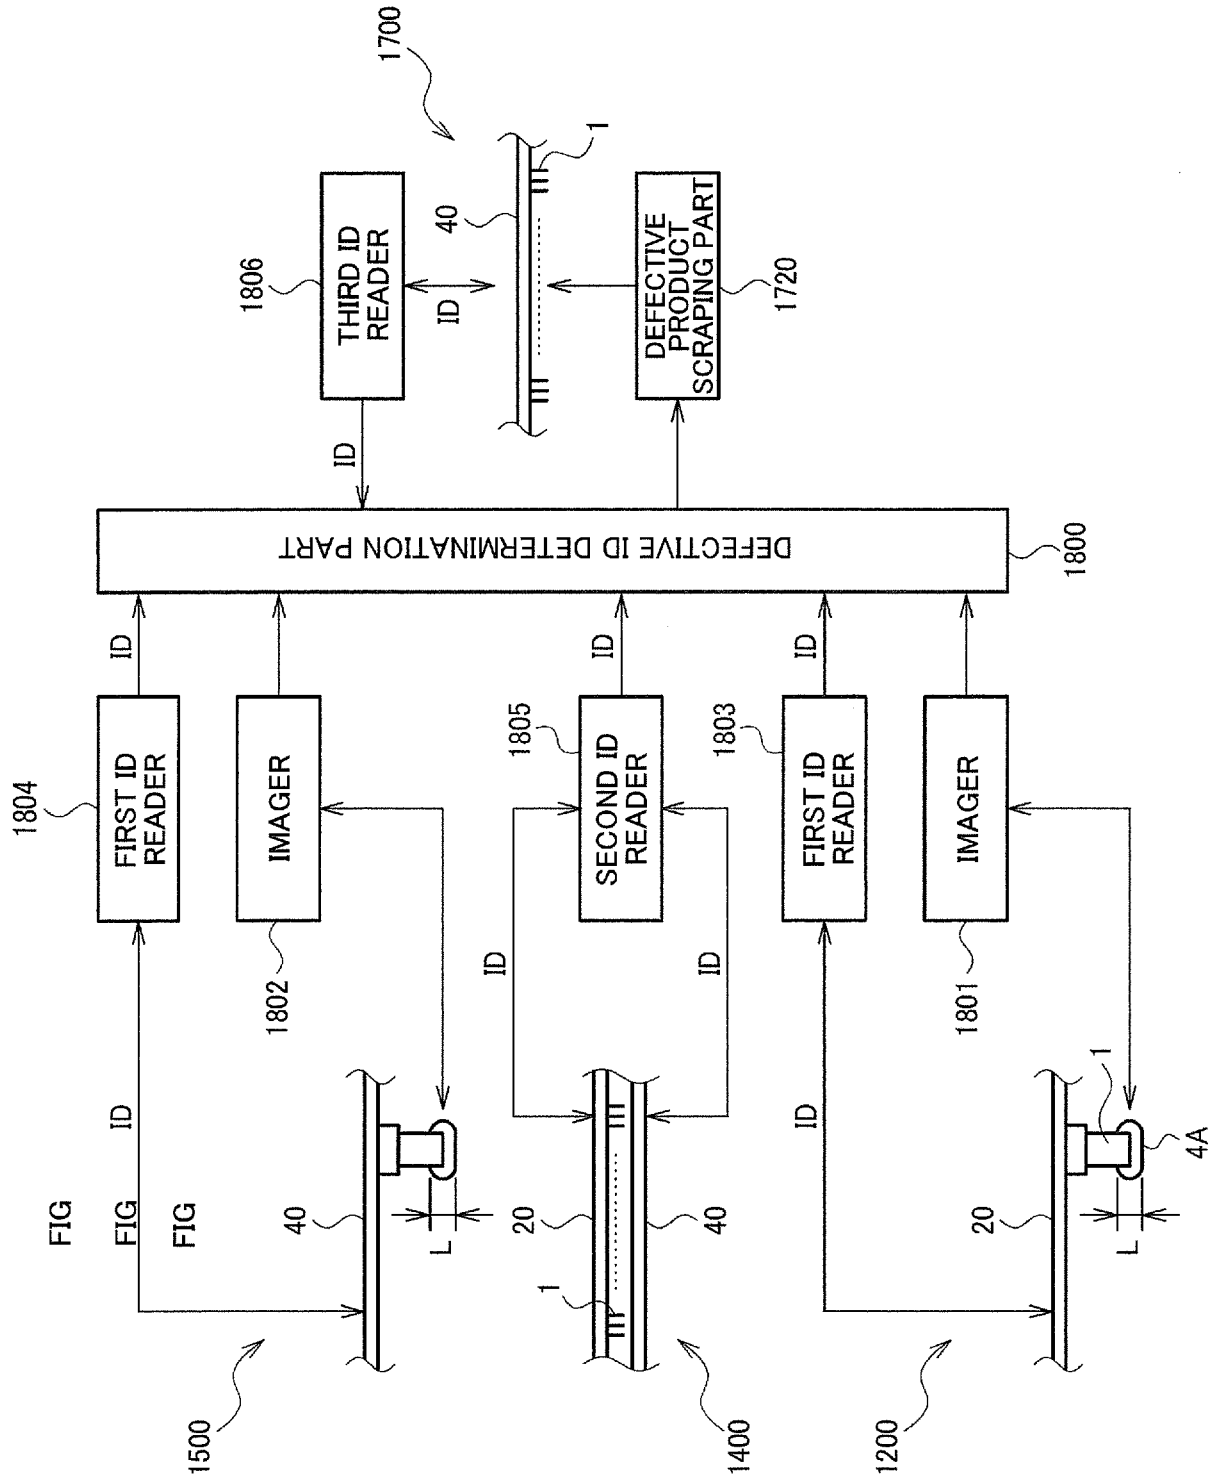 FIG
FIG
FIG
1500
ID
1804
FIRST ID
READER
ID
1802
IMAGER
40
L
1400
1
20
40
ID
ID
1805
SECOND ID
READER
ID
1200
20
L
1
4A
ID
1803
FIRST ID
READER
ID
1801
IMAGER
DEFECTIVE ID DETERMINATION PART
1800
ID
1806
THIRD ID
READER
ID
1700
40
1
DEFECTIVE
PRODUCT
SCRAPING PART
1720